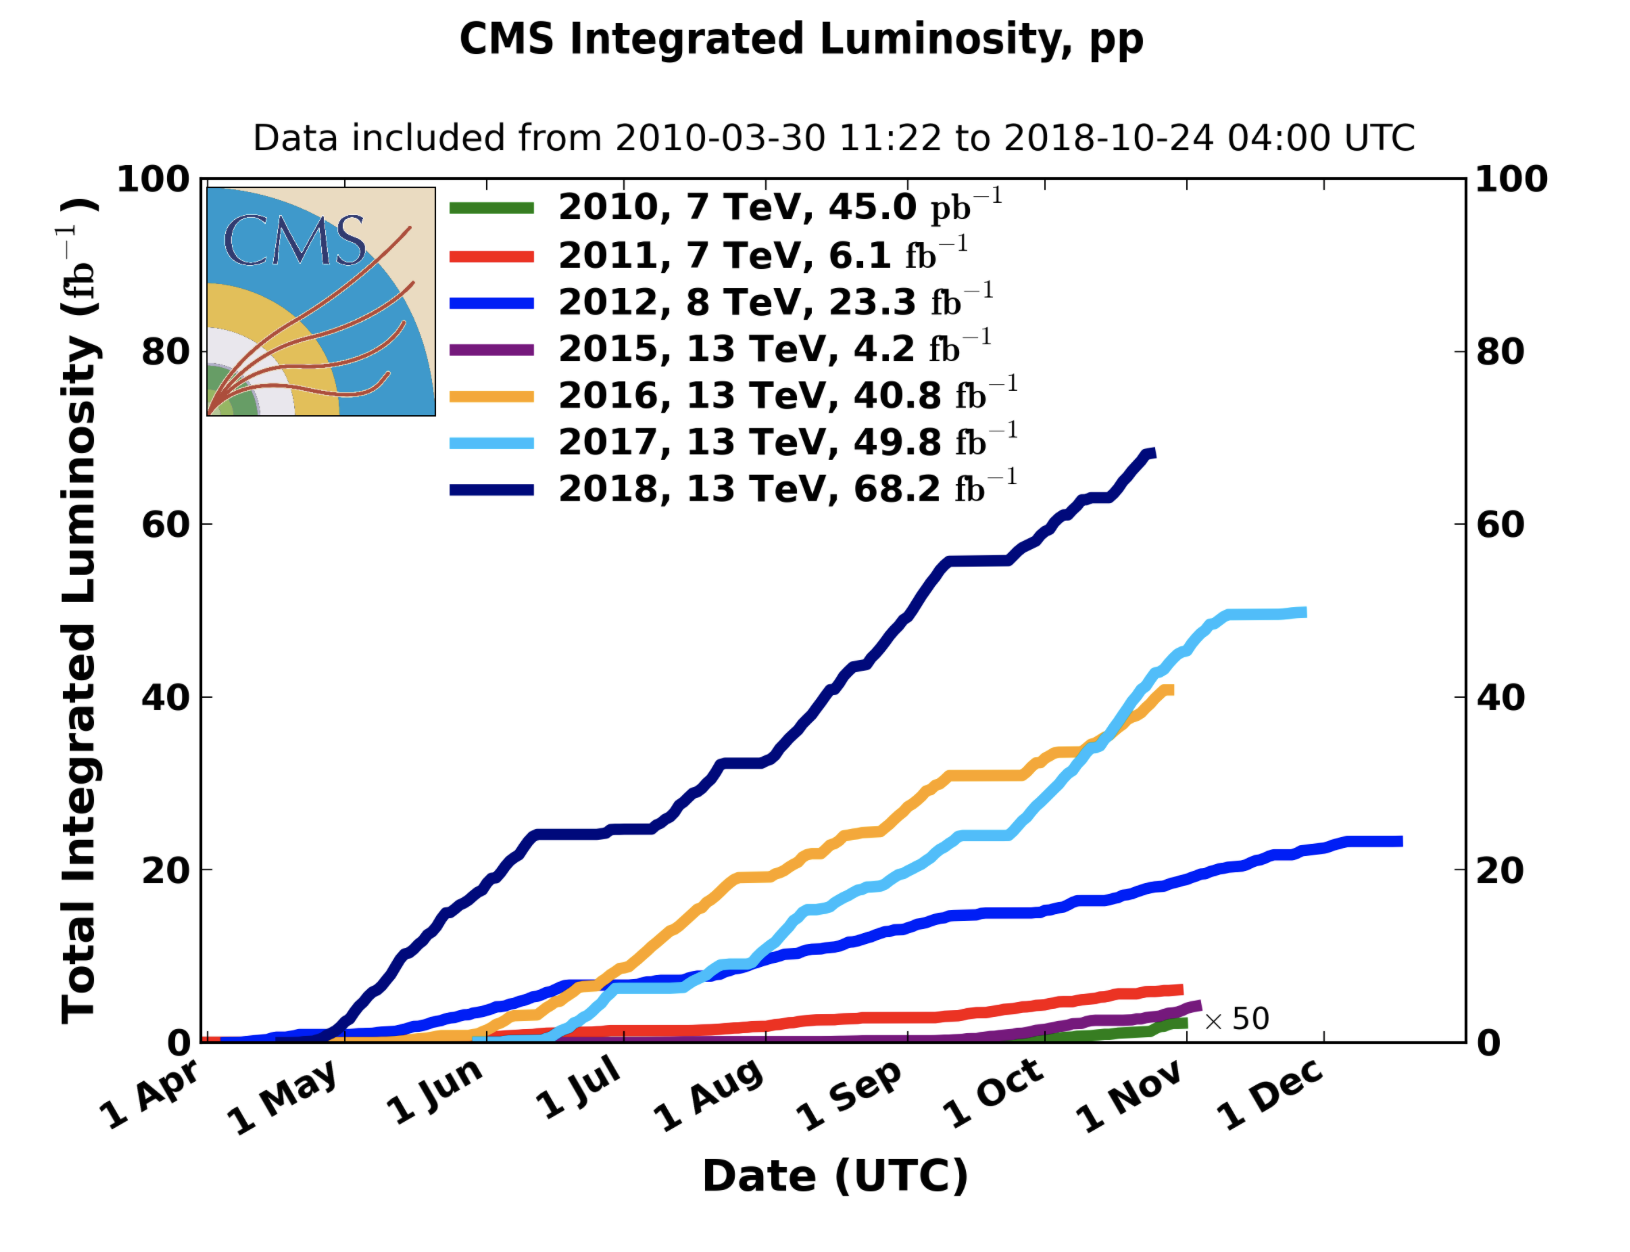 CMS Integrated Luminosity, pp
Data included from 2010-03-30 11:22 to 2018-10-24 04:00 UTC
Total Integrated Luminosity (fb⁻¹)
100
80
60
40
20
0
CMS
2010, 7 TeV, 45.0 pb⁻¹
2011, 7 TeV, 6.1 fb⁻¹
2012, 8 TeV, 23.3 fb⁻¹
2015, 13 TeV, 4.2 fb⁻¹
2016, 13 TeV, 40.8 fb⁻¹
2017, 13 TeV, 49.8 fb⁻¹
2018, 13 TeV, 68.2 fb⁻¹
× 50
100
80
60
40
20
0
1 Apr
1 May
1 Jun
1 Jul
1 Aug
1 Sep
1 Oct
1 Nov
1 Dec
Date (UTC)